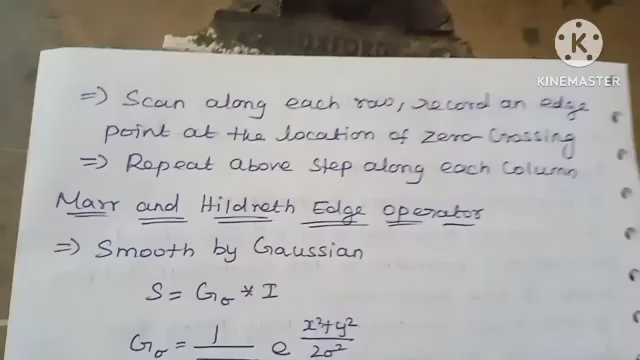 OXFORD
K
KINEMASTER
=> Scan along each row, record an edge
point at the location of zero-crossing
=> Repeat above step along each column
Marr and Hildreth Edge operator
=> Smooth by Gaussian
S = Gσ * I
Gσ = 1 e x²+y²
2σ²